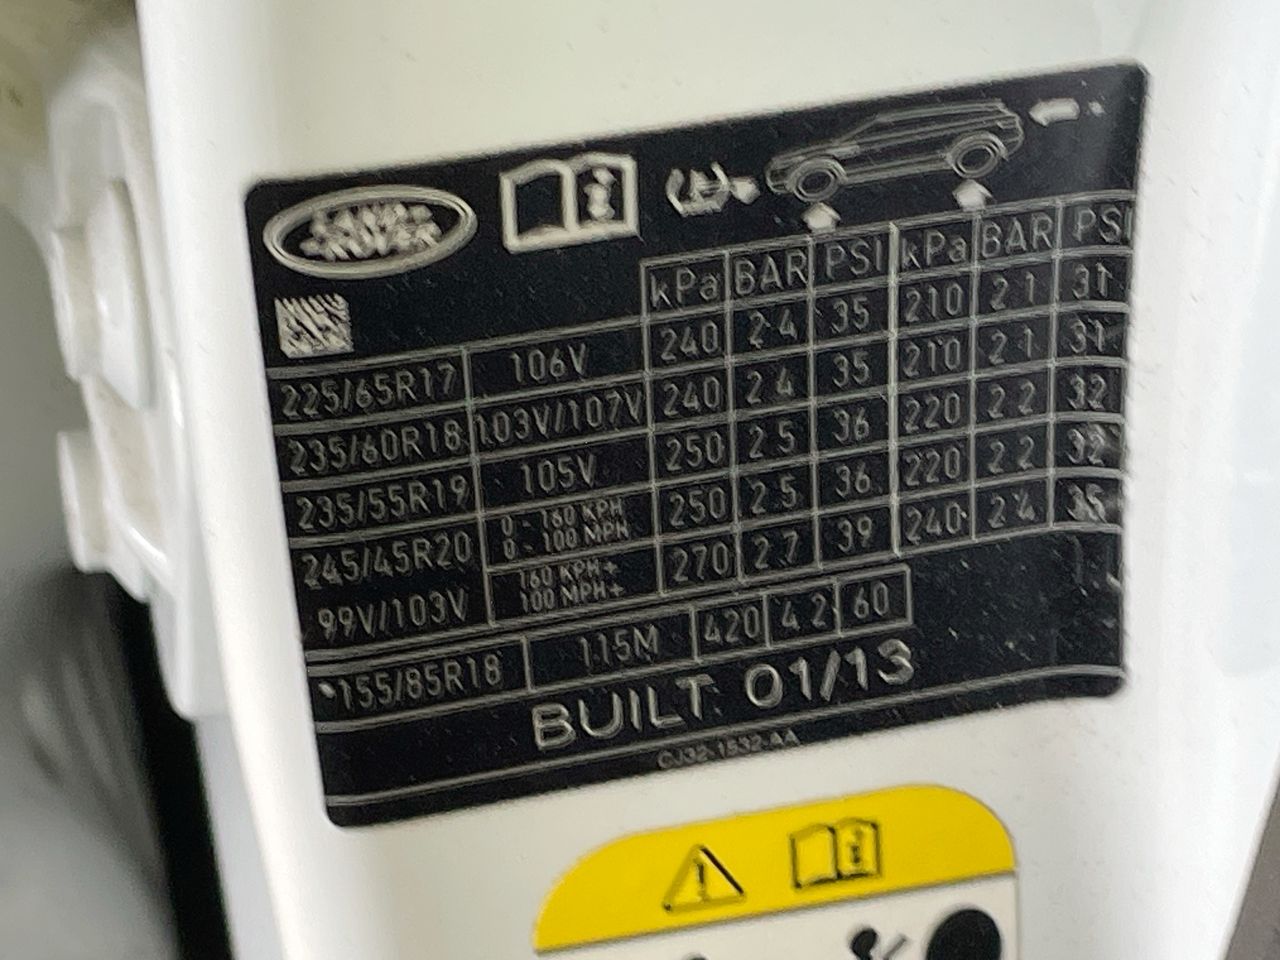 LAND-
-ROVER
kPa BAR PSI kPa BAR PSI
225/65R17 106V 240 2.4 35 210 2.1 31
235/60R18 103V/107V 240 2.4 35 210 2.1 31
235/55R19 105V 250 2.5 36 220 2.2 32
245/45R20 0 - 160 KPH 250 2.5 36 220 2.2 32
0 - 100 MPH
99V/103V 160 KPH+ 270 2.7 39 240 2.4 35
100 MPH+
*155/85R18 115M 420 4.2 60
BUILT 01/13
CJ32-1532-AA